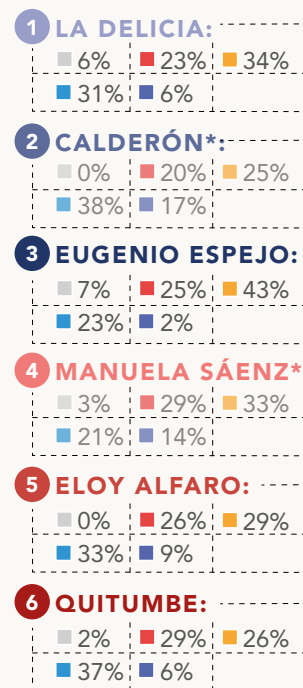 1 LA DELICIA:
6% 23% 34%
31% 6%
2 CALDERÓN*:
0% 20% 25%
38% 17%
3 EUGENIO ESPEJO:
7% 25% 43%
23% 2%
4 MANUELA SÁENZ*
3% 29% 33%
21% 14%
5 ELOY ALFARO:
0% 26% 29%
33% 9%
6 QUITUMBE:
2% 29% 26%
37% 6%